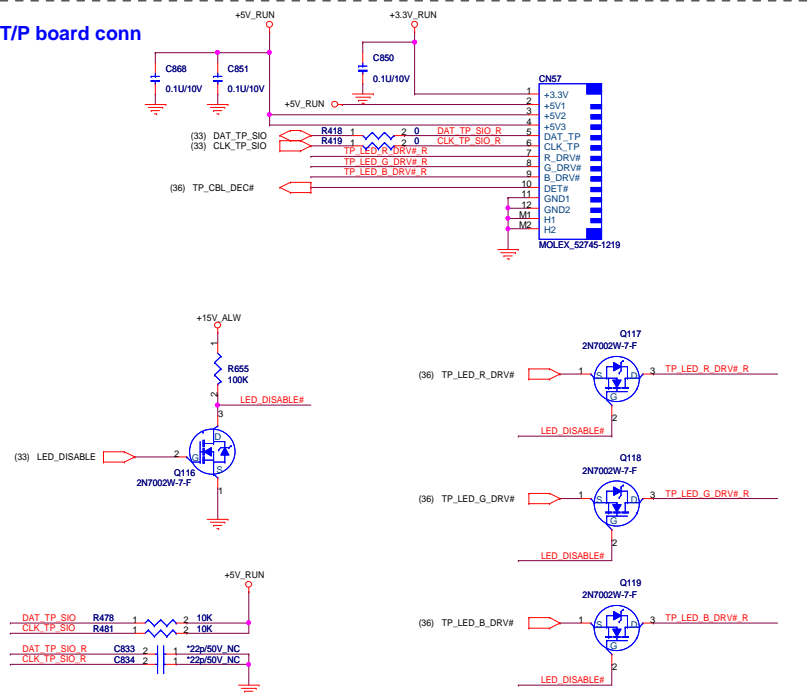 T/P board conn
+5V_RUN
+3.3V_RUN
C868
0.1U/10V
C851
0.1U/10V
C850
0.1U/10V
CN57
+5V_RUN
1 +3.3V
2 +5V1
3 +5V2
4 +5V3
(33) DAT_TP_SIO R418 1 2 0 DAT_TP_SIO_R 5 DAT_TP
(33) CLK_TP_SIO R419 1 2 0 CLK_TP_SIO_R 6 CLK_TP
TP_LED_R_DRV#_R 7 R_DRV#
TP_LED_G_DRV#_R 8 G_DRV#
TP_LED_B_DRV#_R 9 B_DRV#
(36) TP_CBL_DEC# 10 DET#
11 GND1
12 GND2
M1 H1
M2 H2
MOLEX_52745-1219
+15V_ALW
1
R655
100K
2
LED_DISABLE#
3
D
(33) LED_DISABLE 2 G
S
Q116
2N7002W-7-F
1
Q117
2N7002W-7-F
(36) TP_LED_R_DRV# 1 S D 3 TP_LED_R_DRV#_R
G
2
LED_DISABLE#
Q118
2N7002W-7-F
(36) TP_LED_G_DRV# 1 S D 3 TP_LED_G_DRV#_R
G
2
LED_DISABLE#
Q119
2N7002W-7-F
(36) TP_LED_B_DRV# 1 S D 3 TP_LED_B_DRV#_R
G
2
LED_DISABLE#
+5V_RUN
DAT_TP_SIO R478 1 2 10K
CLK_TP_SIO R481 1 2 10K
DAT_TP_SIO_R C833 2 1 *22p/50V_NC
CLK_TP_SIO_R C834 2 1 *22p/50V_NC